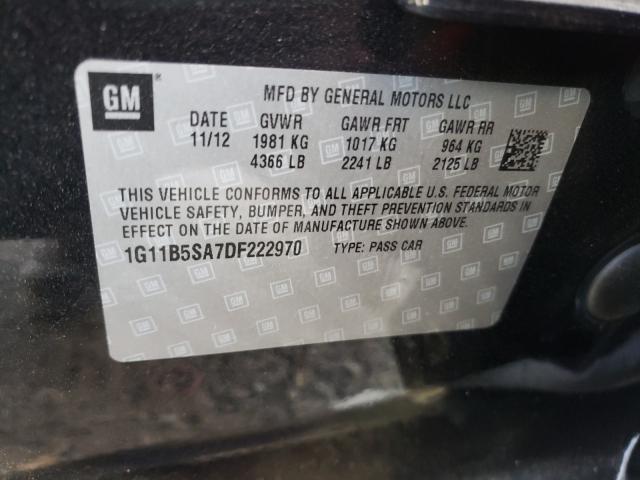 GM
MFD BY GENERAL MOTORS LLC
DATE GVWR GAWR FRT GAWR RR
11/12 1981 KG 1017 KG 964 KG
4366 LB 2241 LB 2125 LB
THIS VEHICLE CONFORMS TO ALL APPLICABLE U.S. FEDERAL MOTOR
VEHICLE SAFETY, BUMPER, AND THEFT PREVENTION STANDARDS IN
EFFECT ON THE DATE OF MANUFACTURE SHOWN ABOVE.
1G11B5SA7DF222970 TYPE: PASS CAR